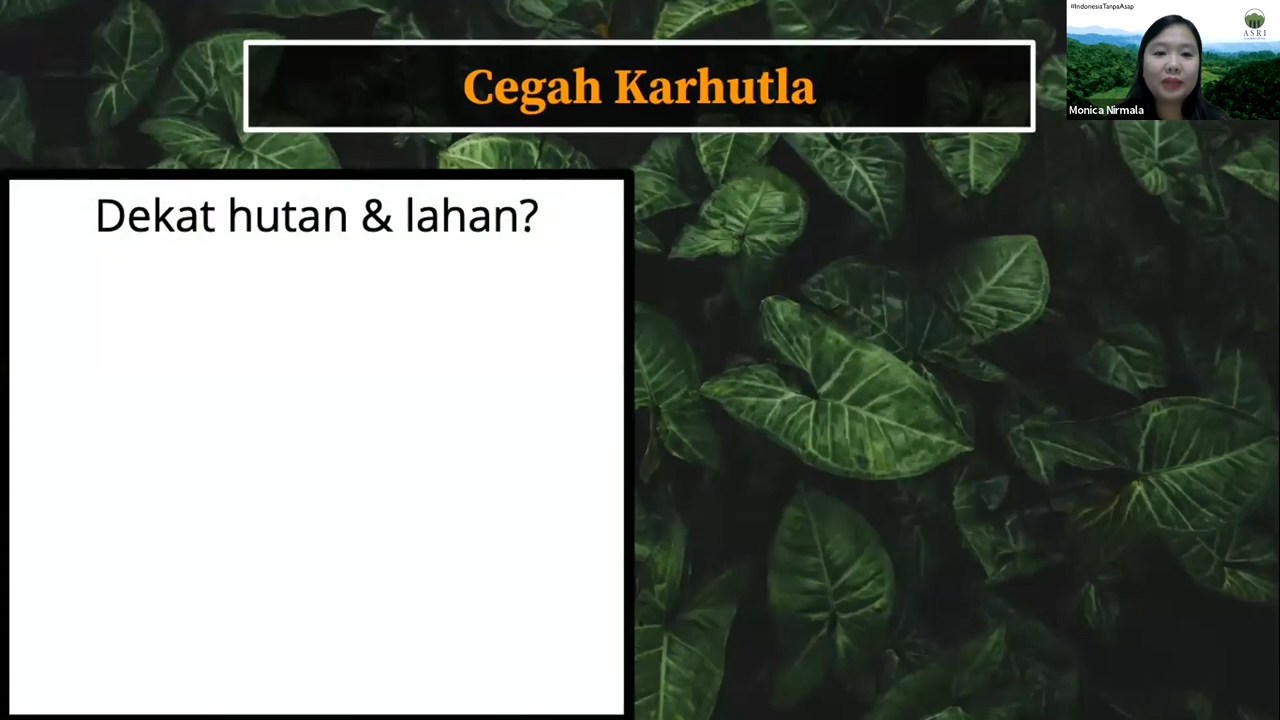 Cegah Karhutla
#IndonesiaTanpaAsap
ASRI
Monica Nirmala
Dekat hutan & lahan?